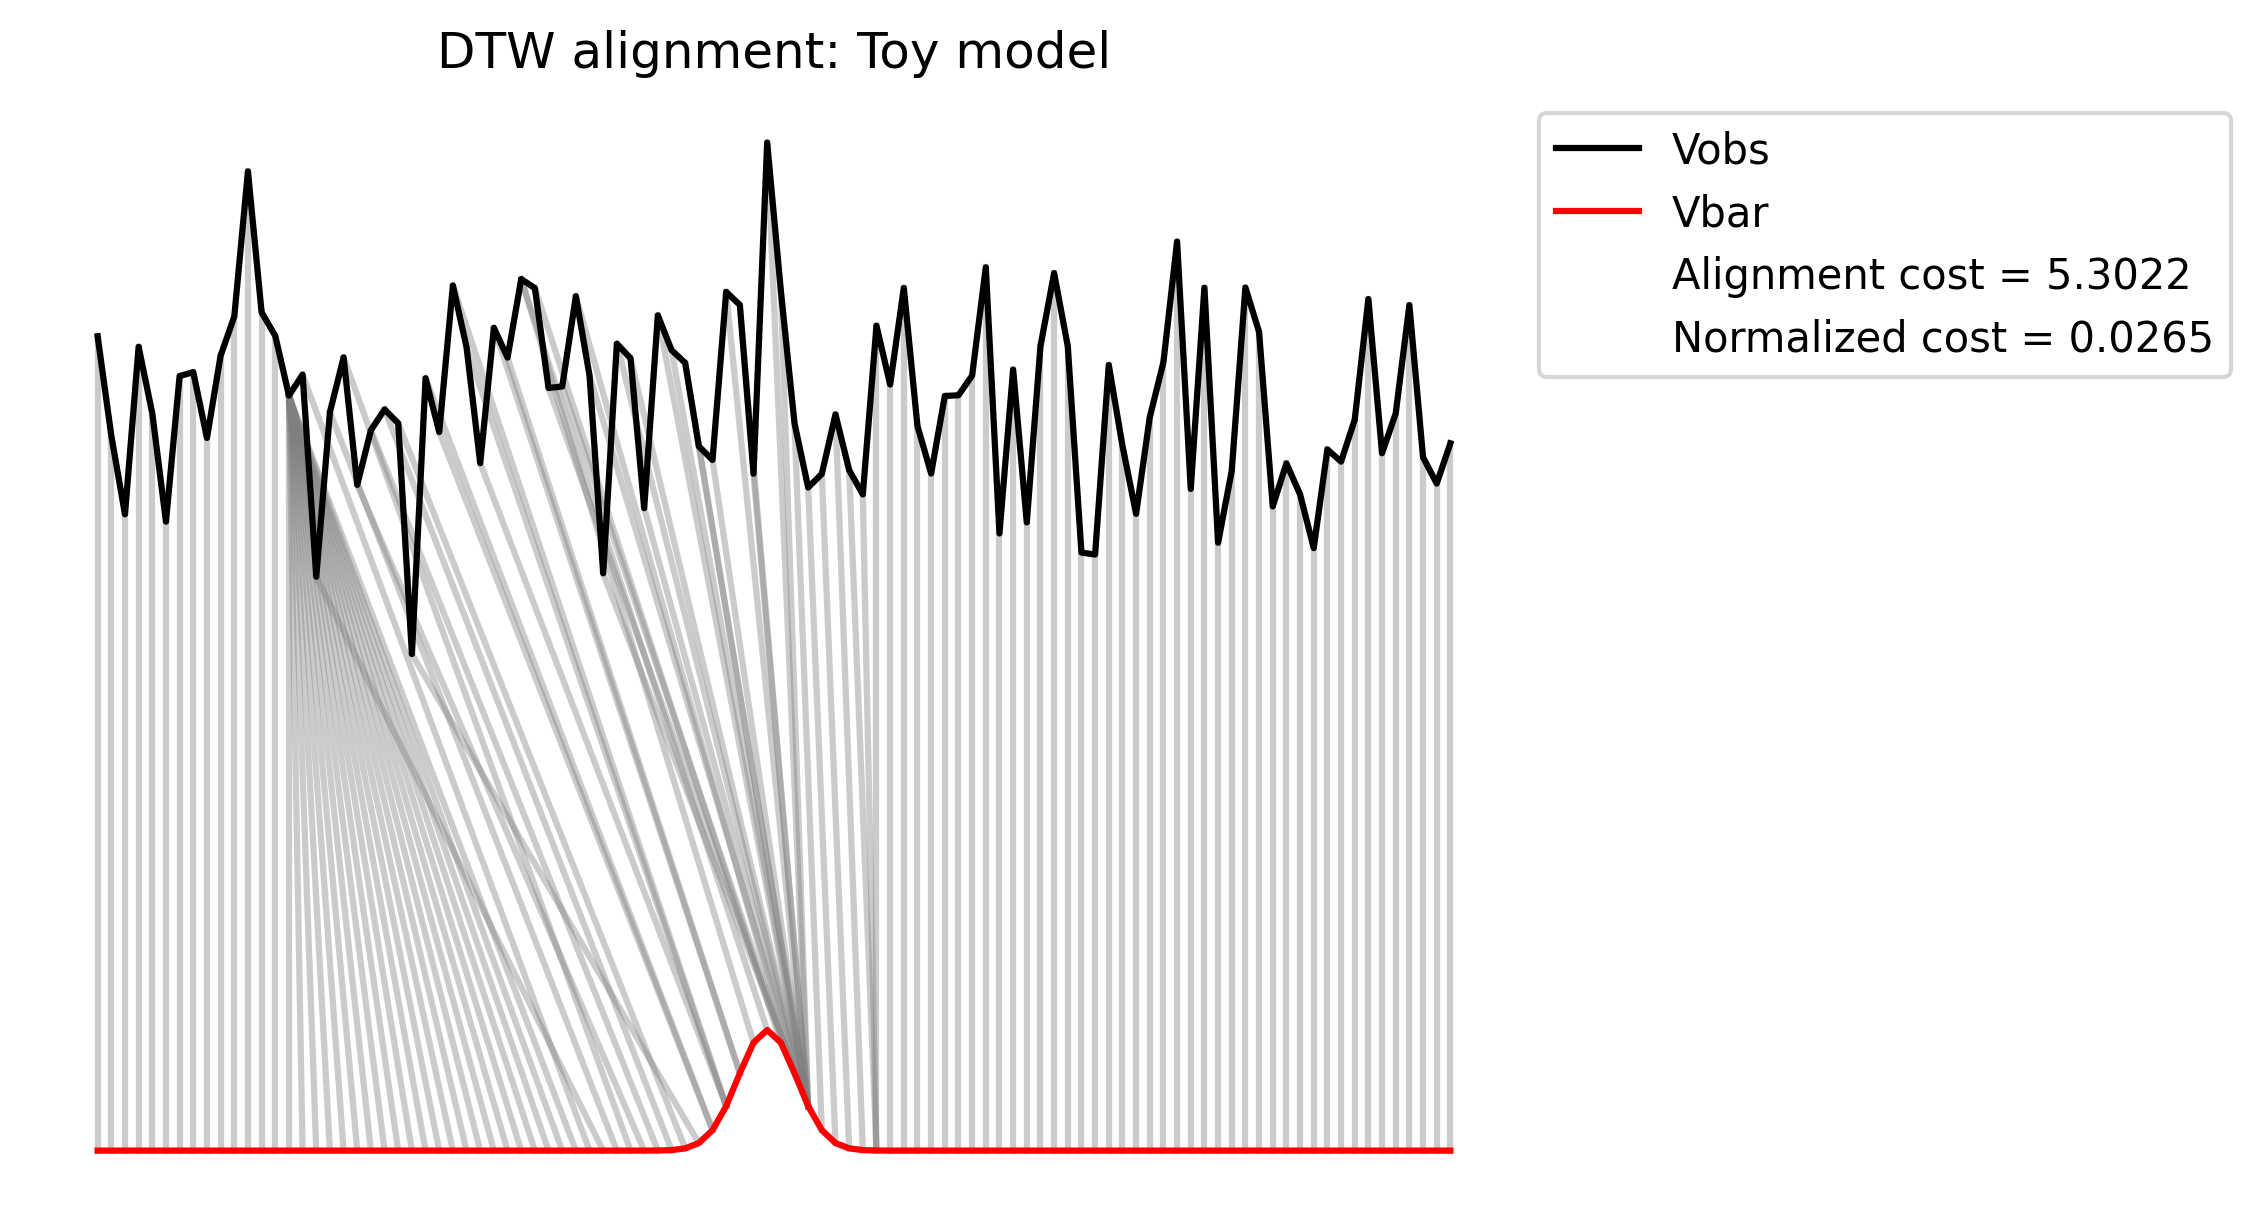 DTW alignment: Toy model
Vobs
Vbar
Alignment cost = 5.3022
Normalized cost = 0.0265